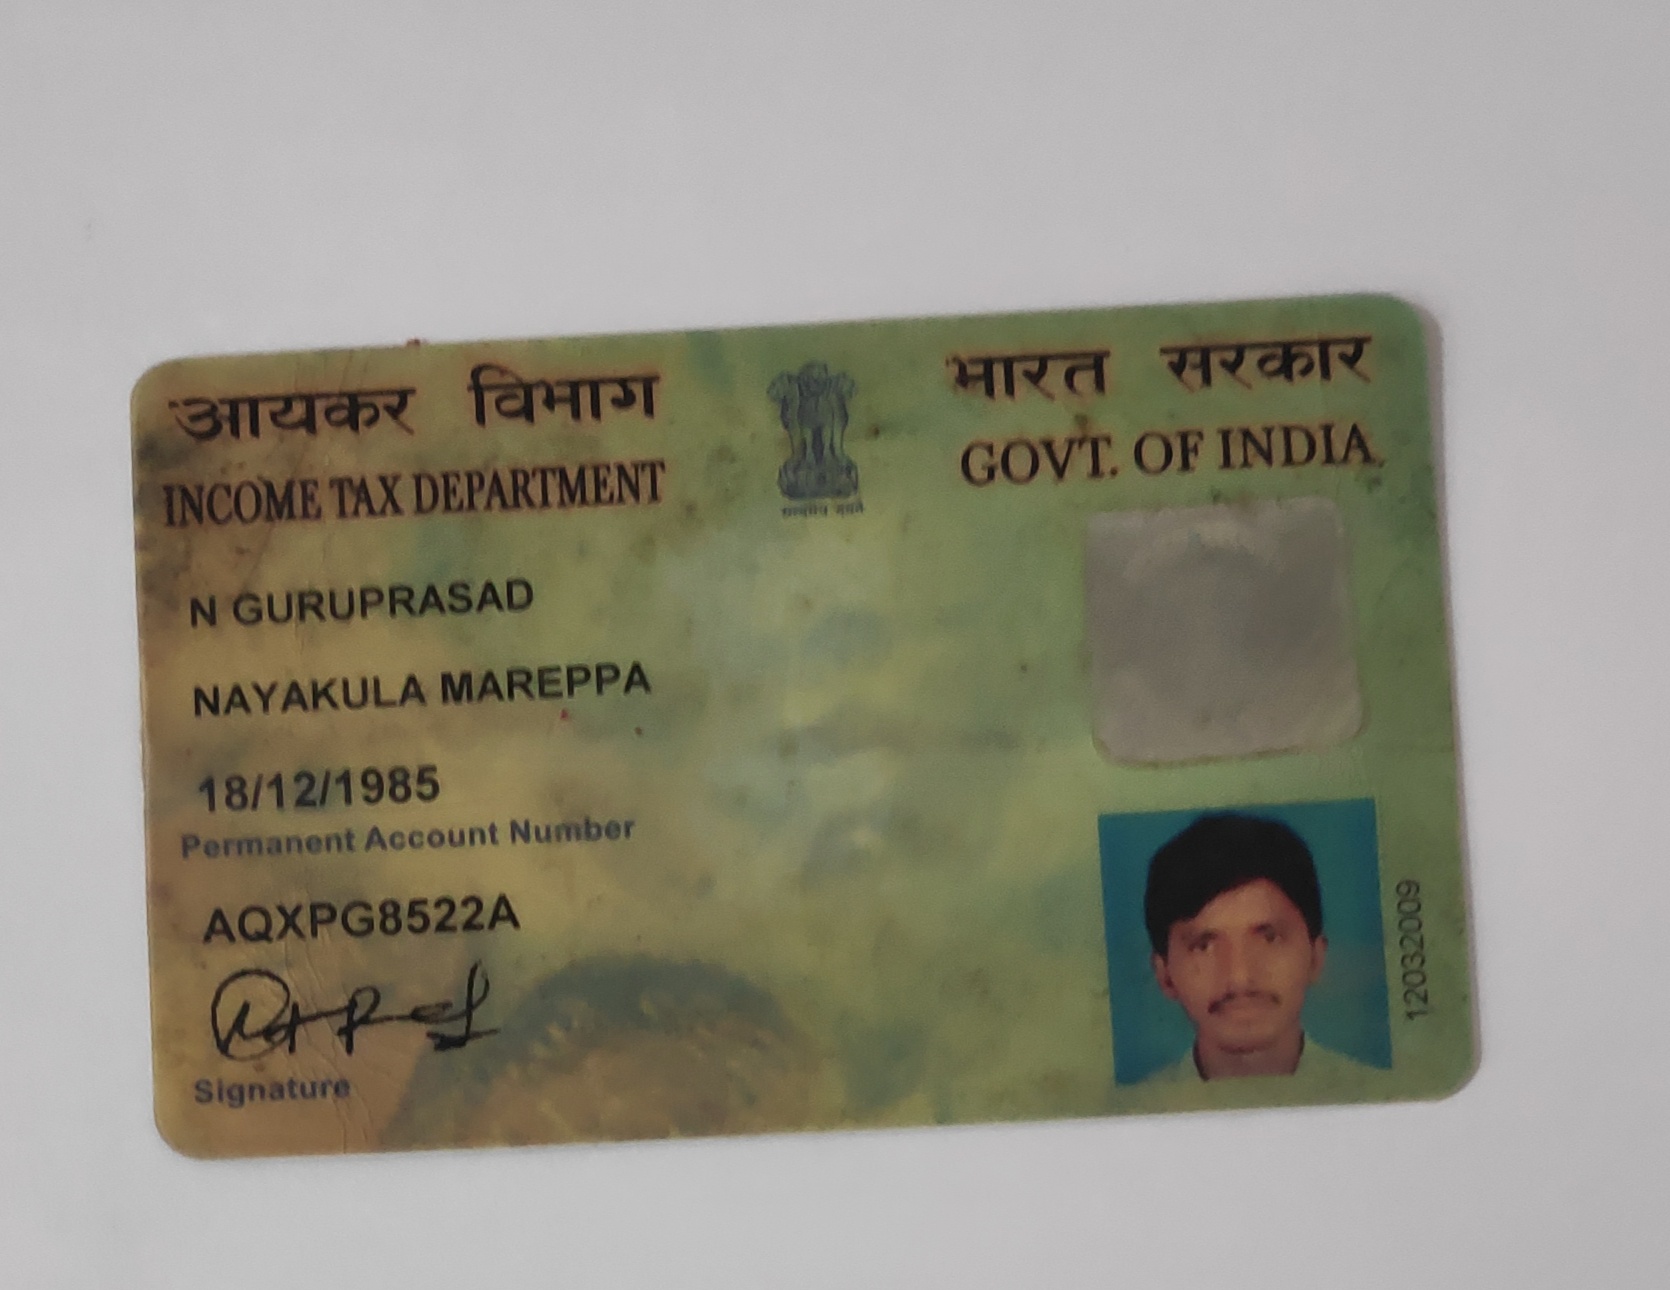 आयकर विभाग
भारत सरकार
INCOME TAX DEPARTMENT
GOVT. OF INDIA
सत्यमेव जयते
N GURUPRASAD
NAYAKULA MAREPPA
18/12/1985
Permanent Account Number
AQXPG8522A
Signature
12032009